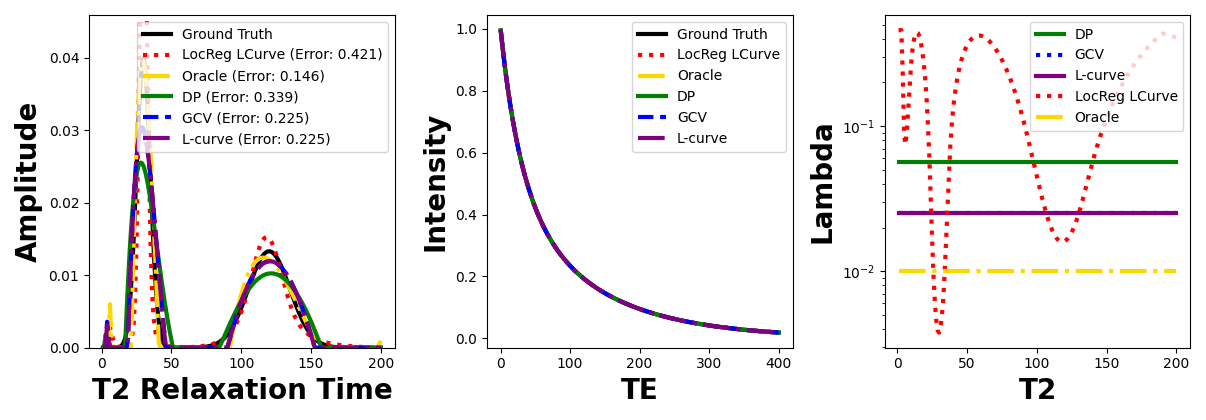 Amplitude
0.04
0.03
0.02
0.01
0.00
Ground Truth
LocReg LCurve (Error: 0.421)
Oracle (Error: 0.146)
DP (Error: 0.339)
GCV (Error: 0.225)
L-curve (Error: 0.225)
0 50 100 150 200
T2 Relaxation Time
Intensity
1.0
0.8
0.6
0.4
0.2
0.0
Ground Truth
LocReg LCurve
Oracle
DP
GCV
L-curve
0 100 200 300 400
TE
Lambda
10⁻¹
10⁻²
DP
GCV
L-curve
LocReg LCurve
Oracle
0 50 100 150 200
T2